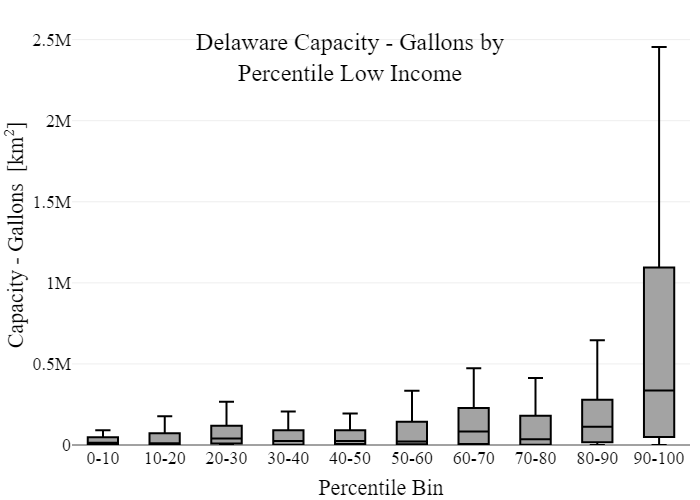 Delaware Capacity - Gallons by
Percentile Low Income
Capacity - Gallons [km²]
2.5M
2M
1.5M
1M
0.5M
0
0-10 10-20 20-30 30-40 40-50 50-60 60-70 70-80 80-90 90-100
Percentile Bin